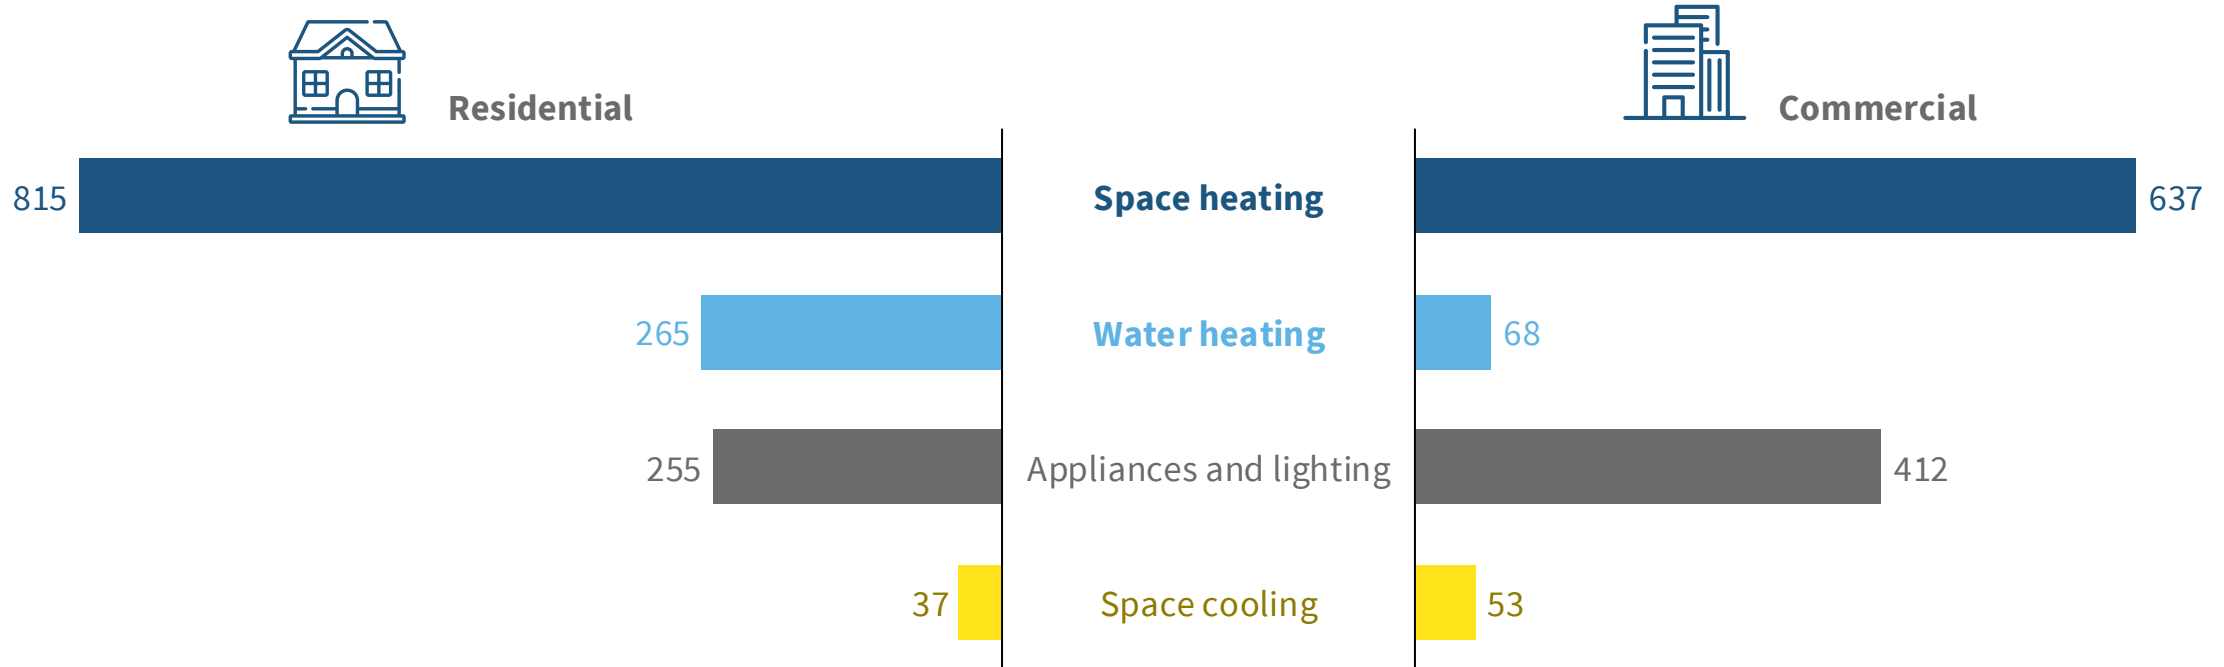 Residential
Commercial
815 Space heating 637
265 Water heating 68
255 Appliances and lighting 412
37 Space cooling 53